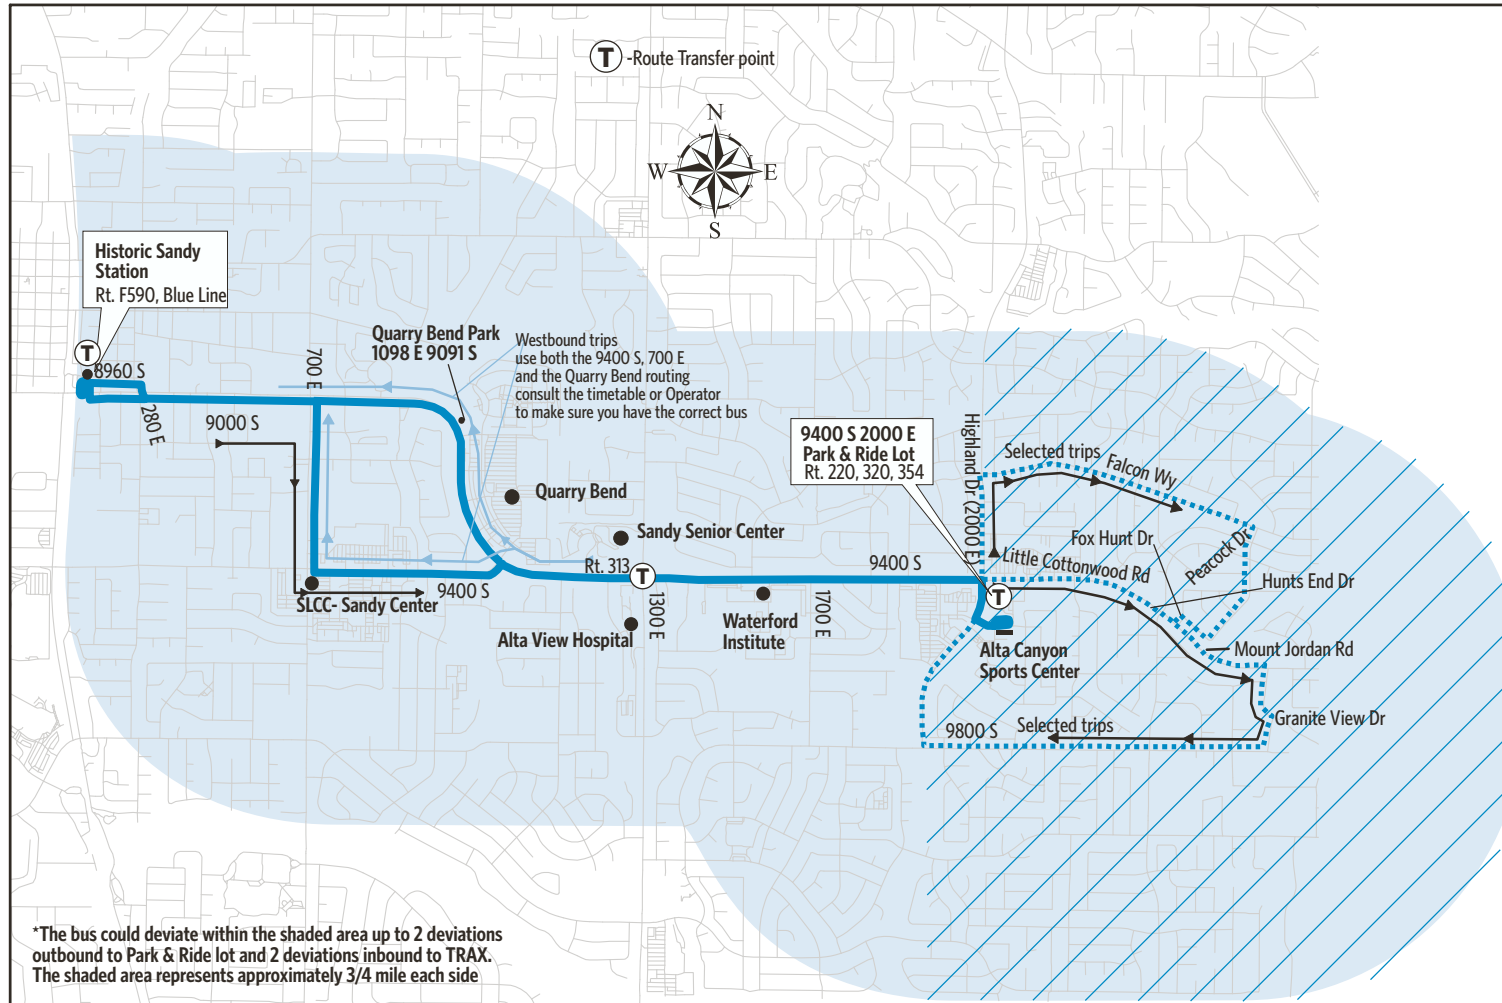 T -Route Transfer point
N
W
E
S
Historic Sandy
Station
Rt. F590, Blue Line
T
8960 S
280 E
700 E
9000 S
Quarry Bend Park
1098 E 9091 S
Westbound trips
use both the 9400 S, 700 E
and the Quarry Bend routing
consult the timetable or Operator
to make sure you have the correct bus
Quarry Bend
Sandy Senior Center
Rt. 313
T
9400 S
SLCC- Sandy Center
Alta View Hospital
1300 E
Waterford
Institute
1700 E
9400 S
9400 S 2000 E
Park & Ride Lot
Rt. 220, 320, 354
Highland Dr (2000 E)
Selected trips
Falcon Wy
Fox Hunt Dr
Little Cottonwood Rd
Peacock Dr
Hunts End Dr
T
Mount Jordan Rd
Alta Canyon
Sports Center
Granite View Dr
9800 S
Selected trips
*The bus could deviate within the shaded area up to 2 deviations
outbound to Park & Ride lot and 2 deviations inbound to TRAX.
The shaded area represents approximately 3/4 mile each side